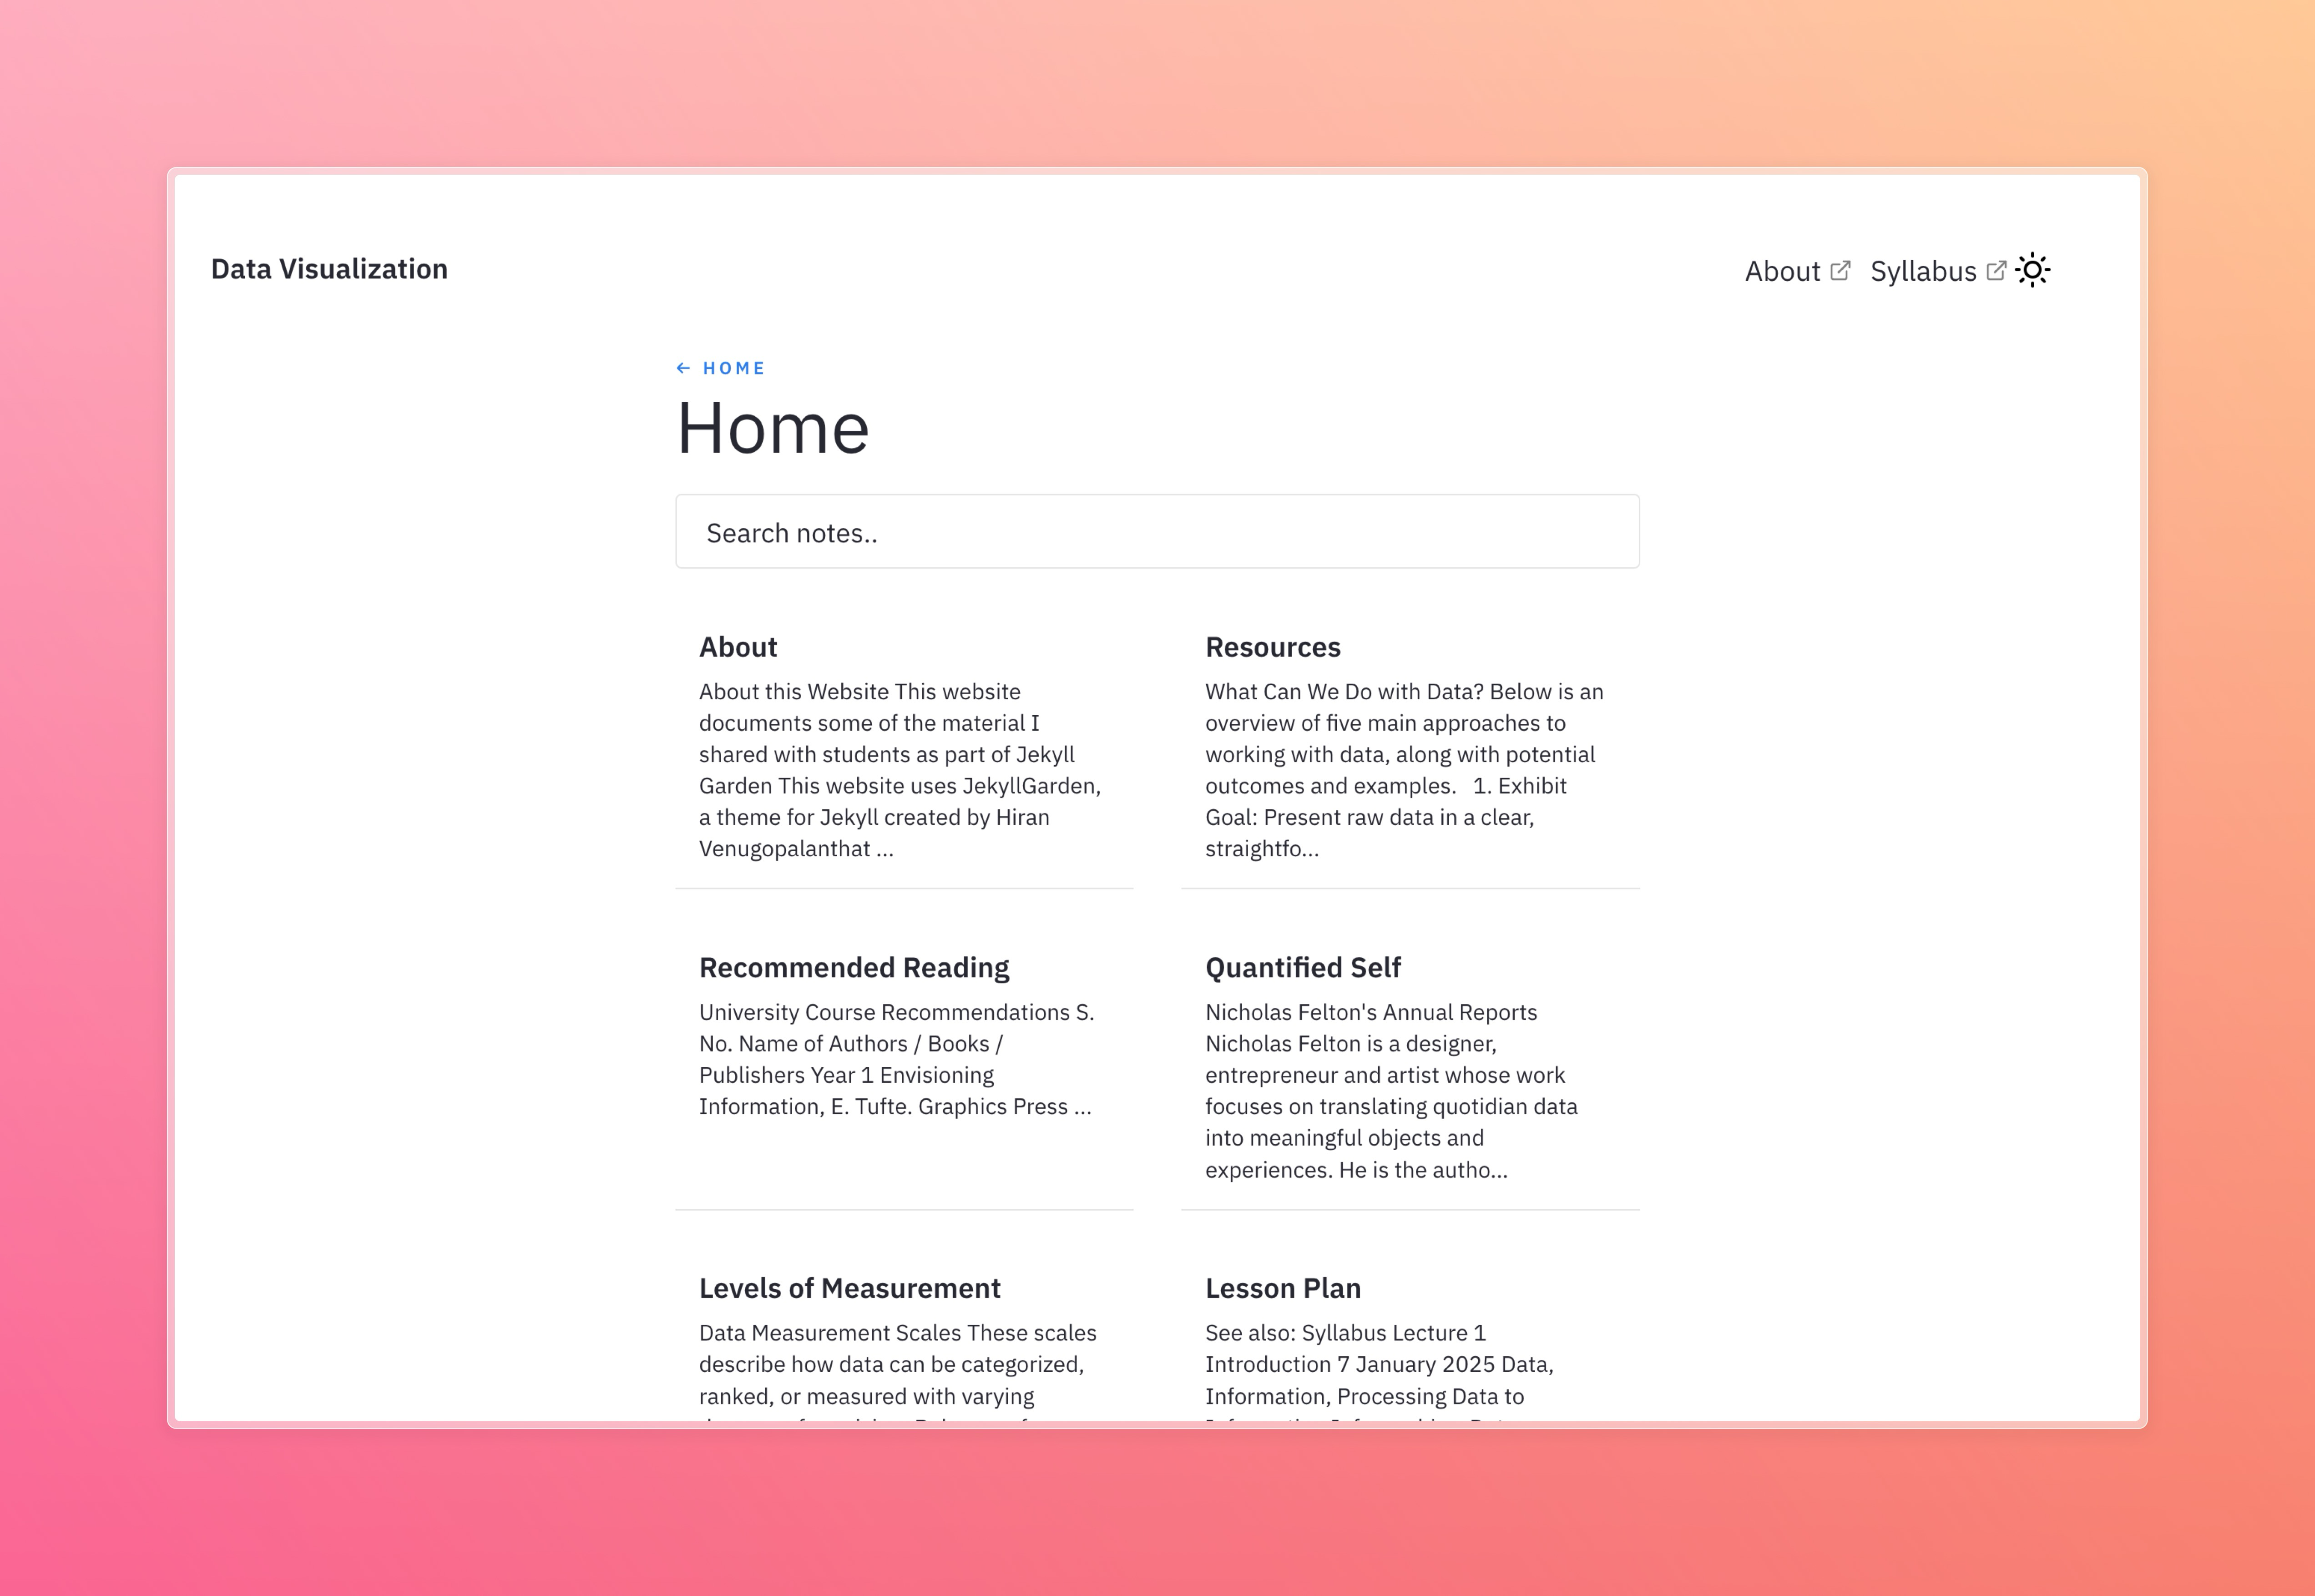 Data Visualization
About
Syllabus
← HOME
Home
Search notes..
About
About this Website This website
documents some of the material I
shared with students as part of Jekyll
Garden This website uses JekyllGarden,
a theme for Jekyll created by Hiran
Venugopalanthat ...
Resources
What Can We Do with Data? Below is an
overview of five main approaches to
working with data, along with potential
outcomes and examples.   1. Exhibit
Goal: Present raw data in a clear,
straightfo...
Recommended Reading
University Course Recommendations S.
No. Name of Authors / Books /
Publishers Year 1 Envisioning
Information, E. Tufte. Graphics Press ...
Quantified Self
Nicholas Felton's Annual Reports
Nicholas Felton is a designer,
entrepreneur and artist whose work
focuses on translating quotidian data
into meaningful objects and
experiences. He is the autho...
Levels of Measurement
Data Measurement Scales These scales
describe how data can be categorized,
ranked, or measured with varying
Lesson Plan
See also: Syllabus Lecture 1
Introduction 7 January 2025 Data,
Information, Processing Data to